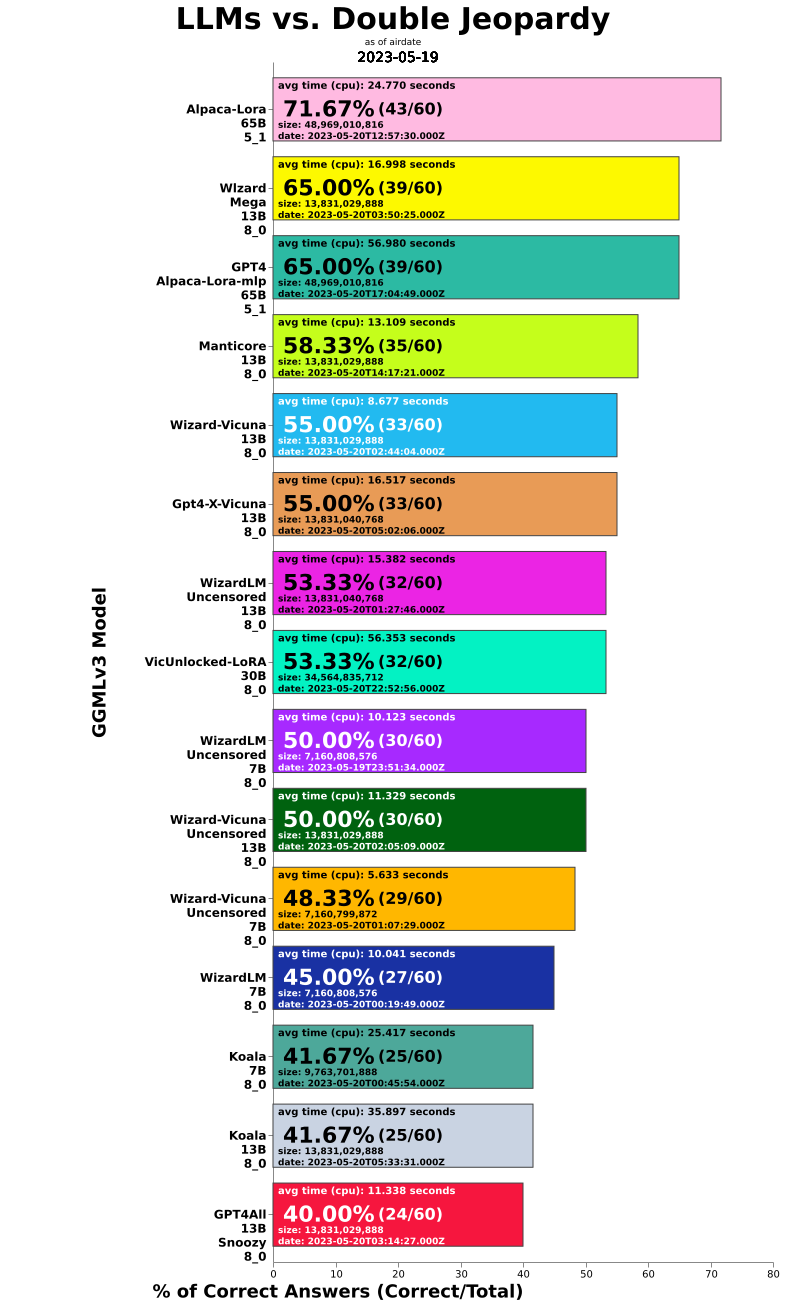 LLMs vs. Double Jeopardy
as of airdate
2023-05-19
GGMLv3 Model
Alpaca-Lora
65B
5_1
avg time (cpu): 24.770 seconds
71.67% (43/60)
size: 48,969,010,816
date: 2023-05-20T12:57:30.000Z
WIzard
Mega
13B
8_0
avg time (cpu): 16.998 seconds
65.00% (39/60)
size: 13,831,029,888
date: 2023-05-20T03:50:25.000Z
GPT4
Alpaca-Lora-mlp
65B
5_1
avg time (cpu): 56.980 seconds
65.00% (39/60)
size: 48,969,010,816
date: 2023-05-20T17:04:49.000Z
Manticore
13B
8_0
avg time (cpu): 13.109 seconds
58.33% (35/60)
size: 13,831,029,888
date: 2023-05-20T14:17:21.000Z
Wizard-Vicuna
13B
8_0
avg time (cpu): 8.677 seconds
55.00% (33/60)
size: 13,831,029,888
date: 2023-05-20T02:44:04.000Z
Gpt4-X-Vicuna
13B
8_0
avg time (cpu): 16.517 seconds
55.00% (33/60)
size: 13,831,040,768
date: 2023-05-20T05:02:06.000Z
WizardLM
Uncensored
13B
8_0
avg time (cpu): 15.382 seconds
53.33% (32/60)
size: 13,831,040,768
date: 2023-05-20T01:27:46.000Z
VicUnlocked-LoRA
30B
8_0
avg time (cpu): 56.353 seconds
53.33% (32/60)
size: 34,564,835,712
date: 2023-05-20T22:52:56.000Z
WizardLM
Uncensored
7B
8_0
avg time (cpu): 10.123 seconds
50.00% (30/60)
size: 7,160,808,576
date: 2023-05-19T23:51:34.000Z
Wizard-Vicuna
Uncensored
13B
8_0
avg time (cpu): 11.329 seconds
50.00% (30/60)
size: 13,831,029,888
date: 2023-05-20T02:05:09.000Z
Wizard-Vicuna
Uncensored
7B
8_0
avg time (cpu): 5.633 seconds
48.33% (29/60)
size: 7,160,799,872
date: 2023-05-20T01:07:29.000Z
WizardLM
7B
8_0
avg time (cpu): 10.041 seconds
45.00% (27/60)
size: 7,160,808,576
date: 2023-05-20T00:19:49.000Z
Koala
7B
8_0
avg time (cpu): 25.417 seconds
41.67% (25/60)
size: 9,763,701,888
date: 2023-05-20T00:45:54.000Z
Koala
13B
8_0
avg time (cpu): 35.897 seconds
41.67% (25/60)
size: 13,831,029,888
date: 2023-05-20T05:33:31.000Z
GPT4All
13B
Snoozy
8_0
avg time (cpu): 11.338 seconds
40.00% (24/60)
size: 13,831,029,888
date: 2023-05-20T03:14:27.000Z
0 10 20 30 40 50 60 70 80
% of Correct Answers (Correct/Total)